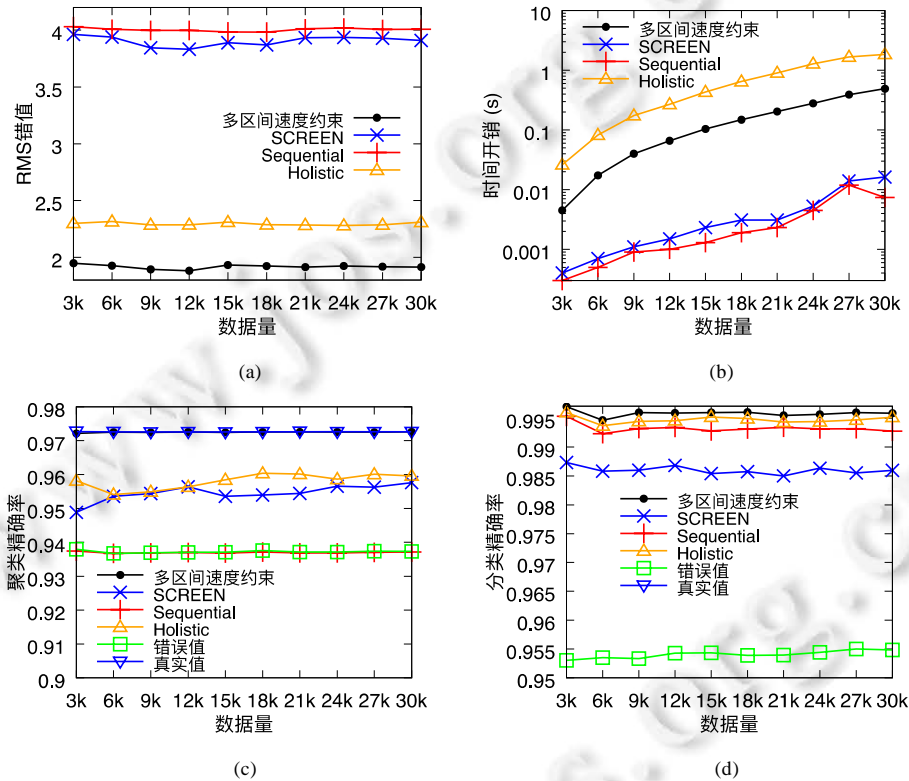 4
3.5
3
2.5
2
RMS错值
多区间速度约束
SCREEN
Sequential
Holistic
3k 6k 9k 12k 15k 18k 21k 24k 27k 30k
数据量
(a)
10
1
0.1
0.01
0.001
时间开销 (s)
多区间速度约束
SCREEN
Sequential
Holistic
3k 6k 9k 12k 15k 18k 21k 24k 27k 30k
数据量
(b)
0.98
0.97
0.96
0.95
0.94
0.93
0.92
0.91
0.9
聚类精确率
多区间速度约束
SCREEN
Sequential
Holistic
错误值
真实值
3k 6k 9k 12k 15k 18k 21k 24k 27k 30k
数据量
(c)
0.995
0.985
0.975
0.965
0.955
0.95
分类精确率
多区间速度约束
SCREEN
Sequential
Holistic
错误值
真实值
3k 6k 9k 12k 15k 18k 21k 24k 27k 30k
数据量
(d)